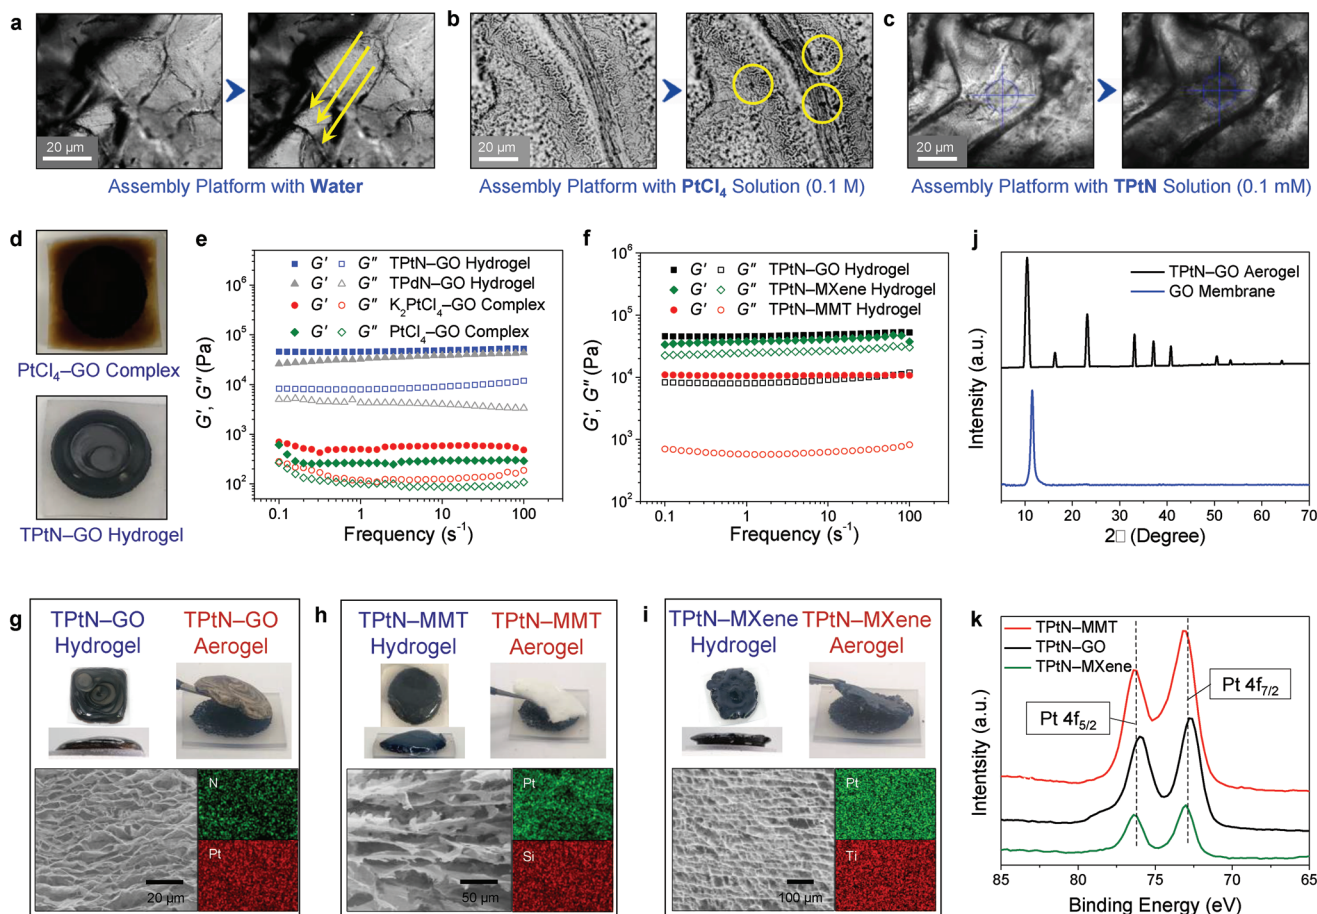 a
20 µm
Assembly Platform with Water
b
20 µm
Assembly Platform with PtCl4 Solution (0.1 M)
c
20 µm
Assembly Platform with TPtN Solution (0.1 mM)
d
PtCl4–GO Complex
TPtN–GO Hydrogel
e
G′ G″ TPtN–GO Hydrogel
G′ G″ TPdN–GO Hydrogel
G′ G″ K2PtCl4–GO Complex
G′ G″ PtCl4–GO Complex
10^7
10^6
10^5
10^4
10^3
10^2
G′, G″ (Pa)
0.1 1 10 100
Frequency (s⁻¹)
f
G′ G″ TPtN–GO Hydrogel
G′ G″ TPtN–MXene Hydrogel
G′ G″ TPtN–MMT Hydrogel
10^6
10^5
10^4
10^3
10^2
G′, G″ (Pa)
0.1 1 10 100
Frequency (s⁻¹)
j
TPtN–GO Aerogel
GO Membrane
Intensity (a.u.)
10 20 30 40 50 60 70
2□ (Degree)
g
TPtN–GO Hydrogel
TPtN–GO Aerogel
N
Pt
20 µm
h
TPtN–MMT Hydrogel
TPtN–MMT Aerogel
Pt
Si
50 µm
i
TPtN–MXene Hydrogel
TPtN–MXene Aerogel
Pt
Ti
100 µm
k
TPtN–MMT
TPtN–GO
TPtN–MXene
Pt 4f7/2
Pt 4f5/2
Intentsity (a.u.)
85 80 75 70 65
Binding Energy (eV)